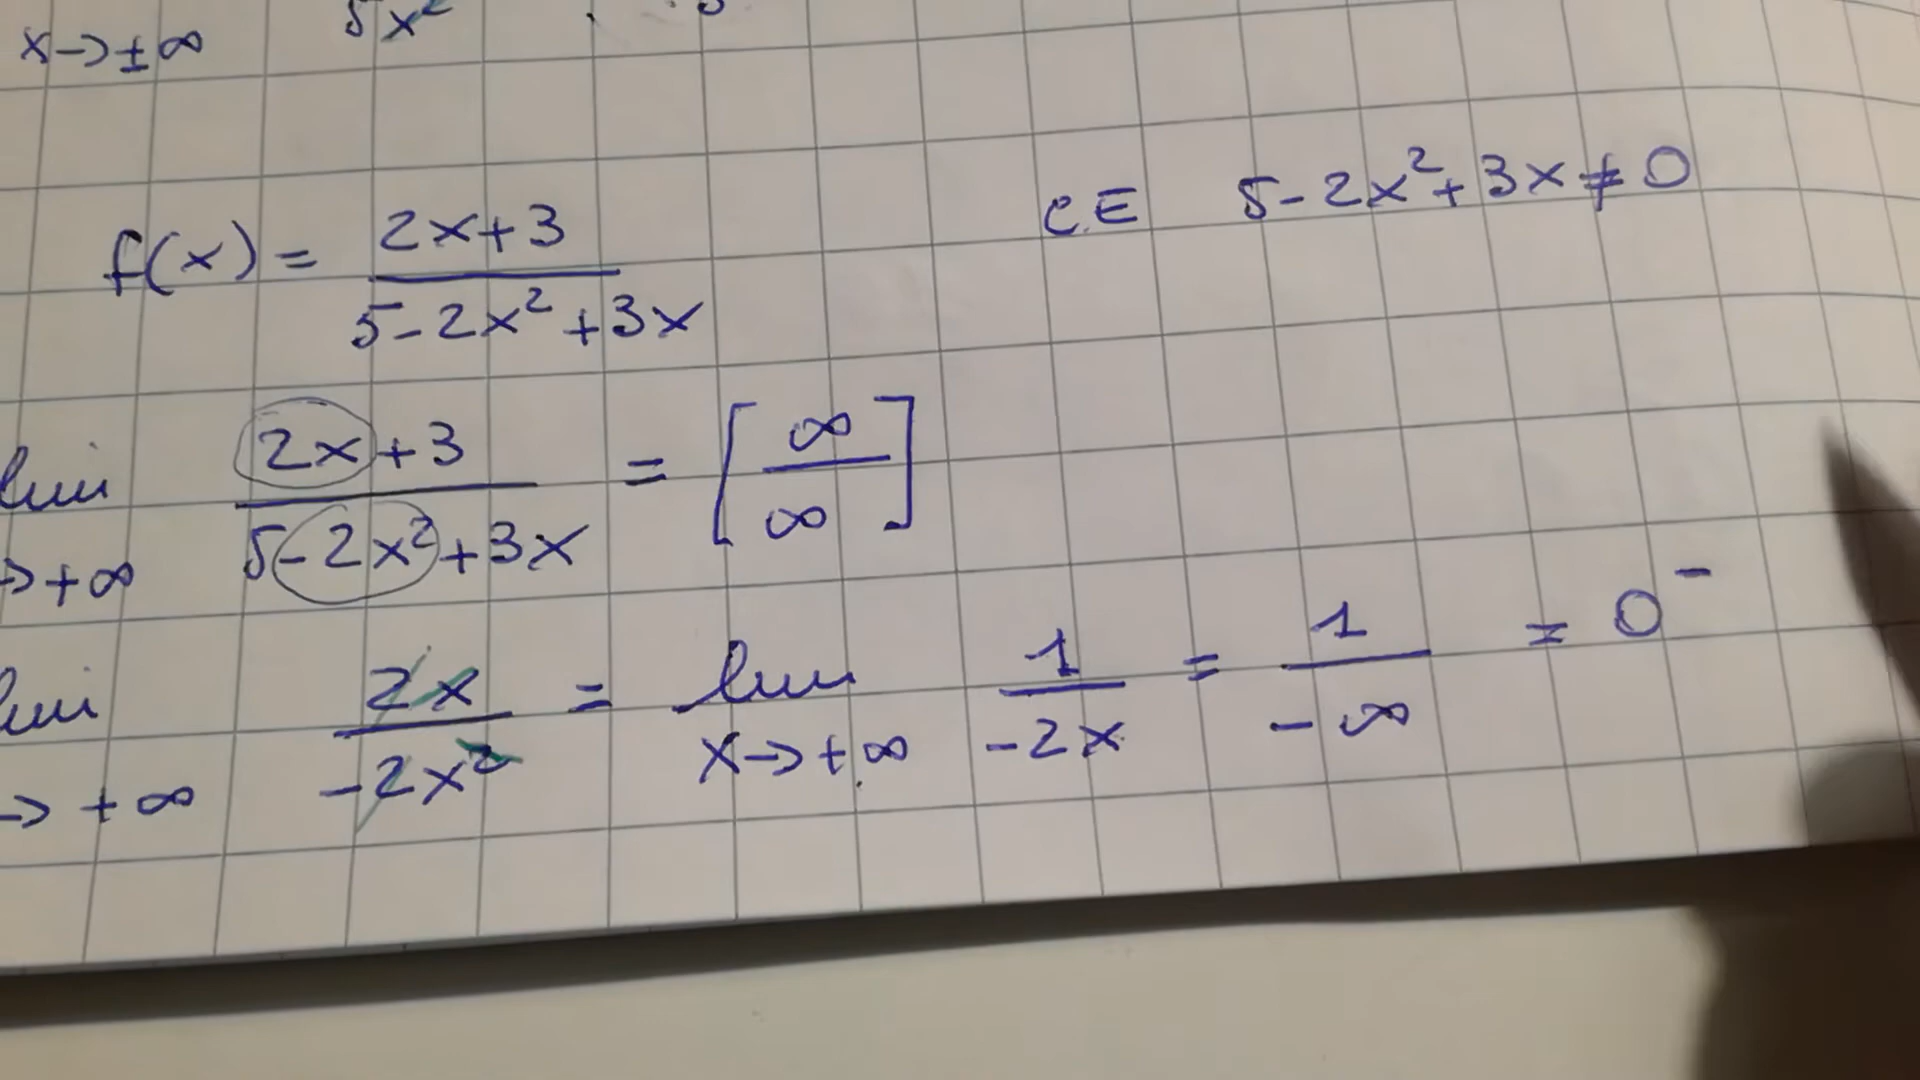 x→±∞ 5x²
f(x) = (2x+3)/(5-2x²+3x) C.E 5-2x²+3x≠0
lim →+∞ (2x+3)/(5-2x²+3x) = [∞/∞]
lim →+∞ 2x/(-2x²) = lim x→+∞ 1/(-2x) = 1/(-∞) = 0⁻